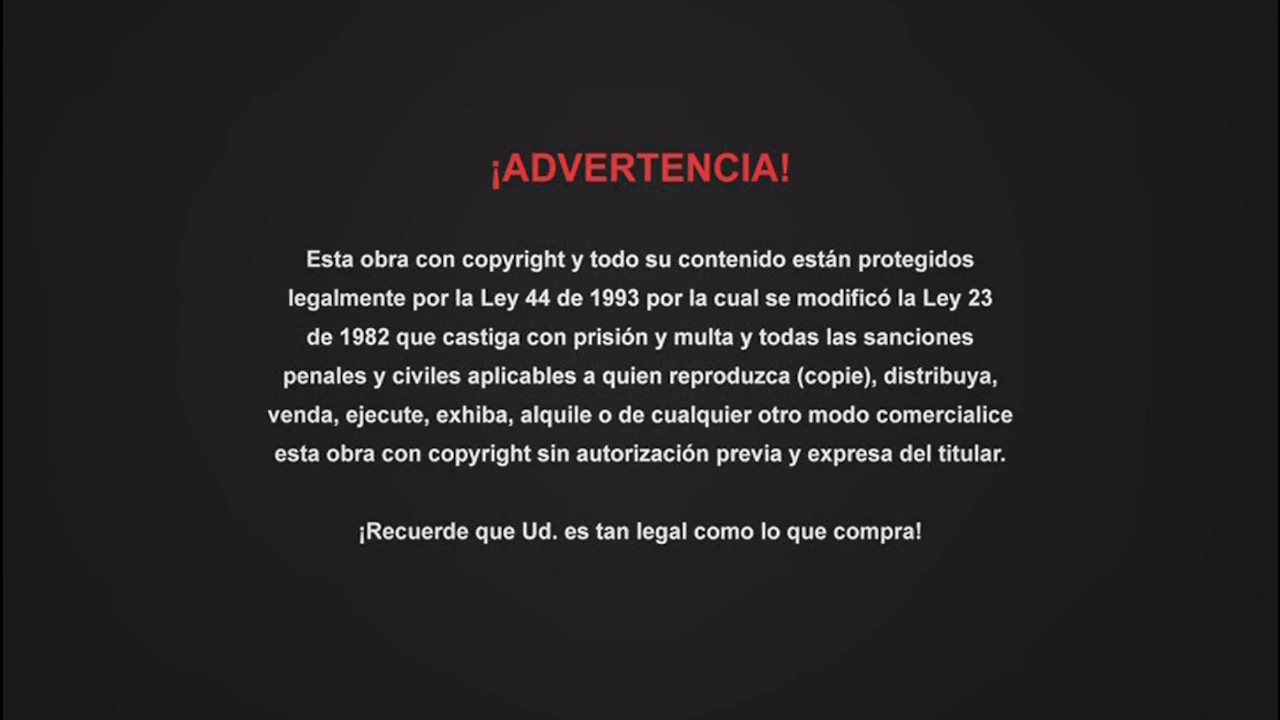 ¡ADVERTENCIA!
Esta obra con copyright y todo su contenido están protegidos
legalmente por la Ley 44 de 1993 por la cual se modificó la Ley 23
de 1982 que castiga con prisión y multa y todas las sanciones
penales y civiles aplicables a quien reproduzca (copie), distribuya,
venda, ejecute, exhiba, alquile o de cualquier otro modo comercialice
esta obra con copyright sin autorización previa y expresa del titular.
¡Recuerde que Ud. es tan legal como lo que compra!